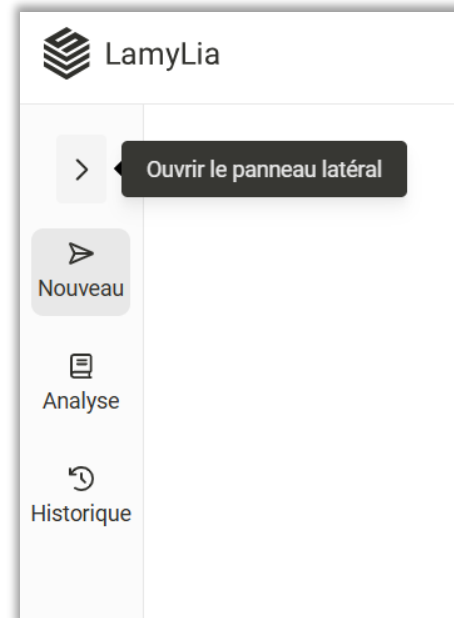 LamyLia
Ouvrir le panneau latéral
Nouveau
Analyse
Historique